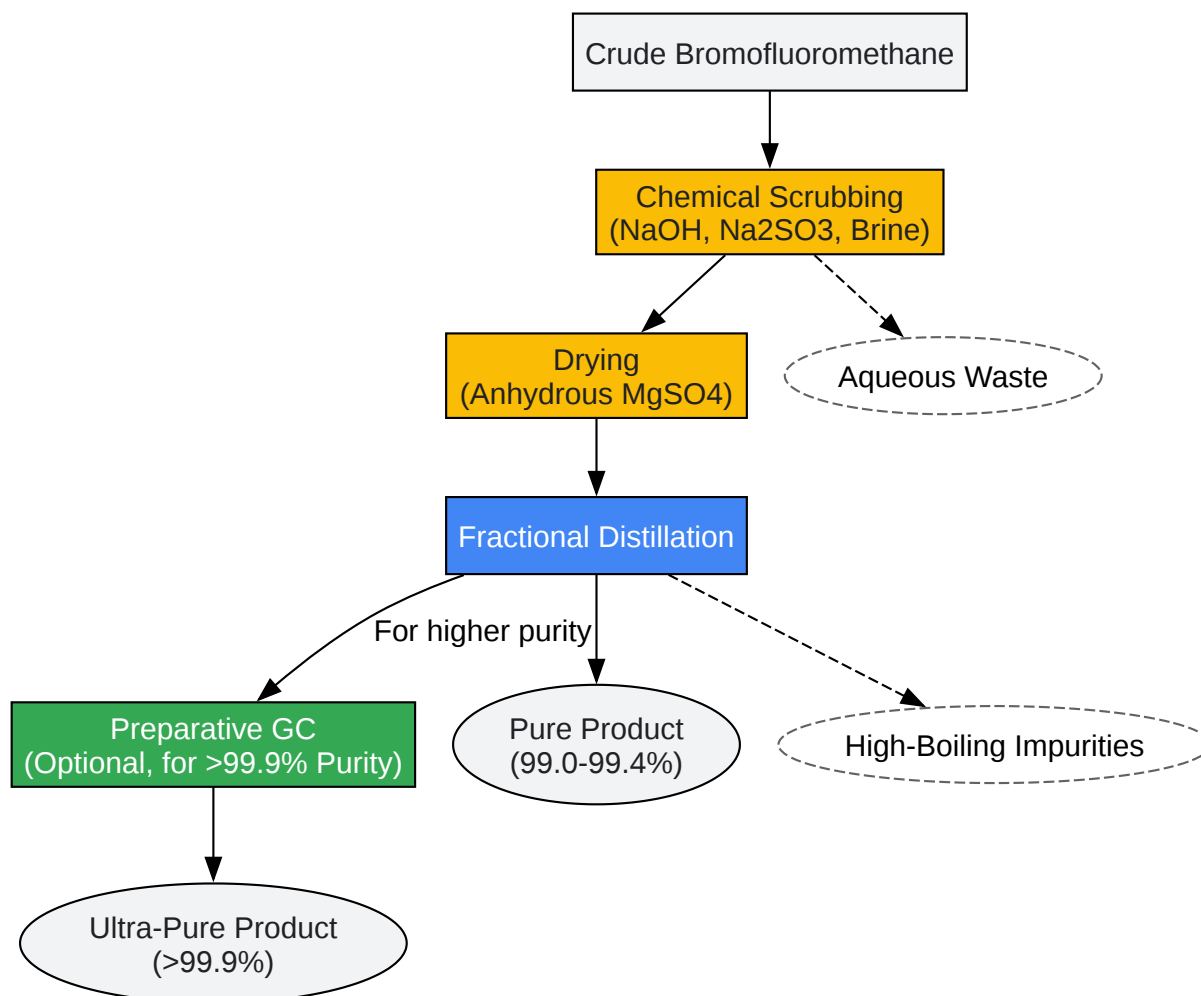 Crude Bromofluoromethane
Chemical Scrubbing
(NaOH, Na2SO3, Brine)
Drying
(Anhydrous MgSO4)
Aqueous Waste
Fractional Distillation
For higher purity
Preparative GC
(Optional, for >99.9% Purity)
Pure Product
(99.0-99.4%)
High-Boiling Impurities
Ultra-Pure Product
(>99.9%)